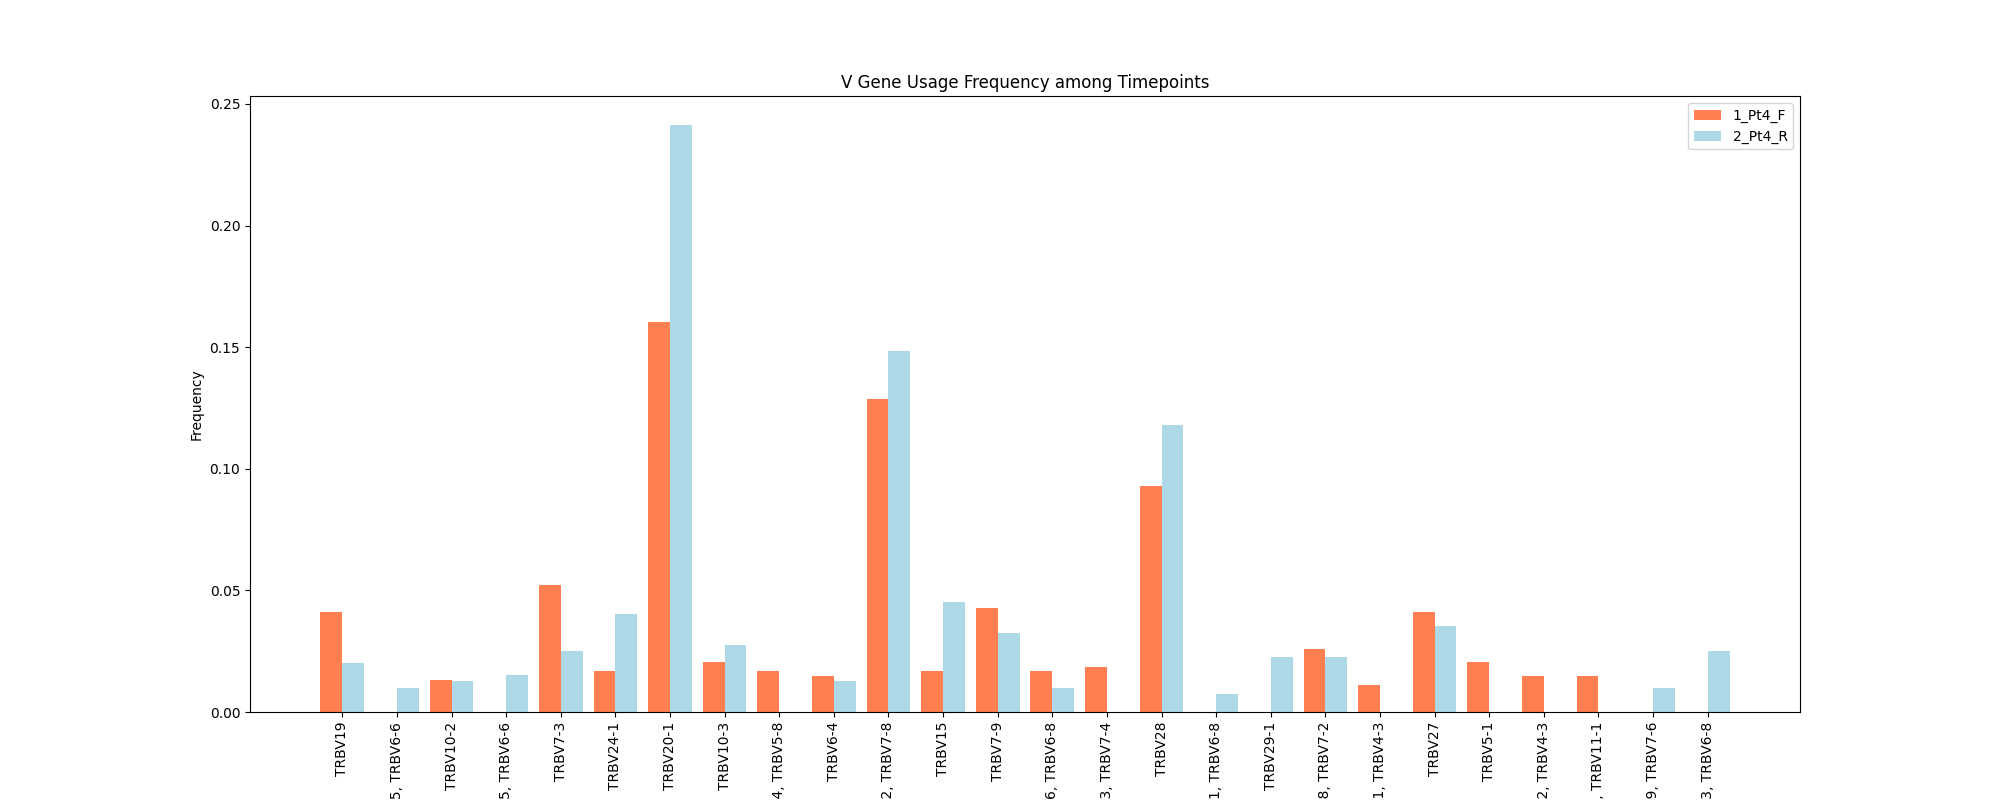 V Gene Usage Frequency among Timepoints
1_Pt4_F
2_Pt4_R
Frequency
0.25
0.20
0.15
0.10
0.05
0.00
TRBV19
5, TRBV6-6
TRBV10-2
5, TRBV6-6
TRBV7-3
TRBV24-1
TRBV20-1
TRBV10-3
4, TRBV5-8
TRBV6-4
2, TRBV7-8
TRBV15
TRBV7-9
6, TRBV6-8
3, TRBV7-4
TRBV28
1, TRBV6-8
TRBV29-1
8, TRBV7-2
1, TRBV4-3
TRBV27
TRBV5-1
2, TRBV4-3
, TRBV11-1
9, TRBV7-6
3, TRBV6-8